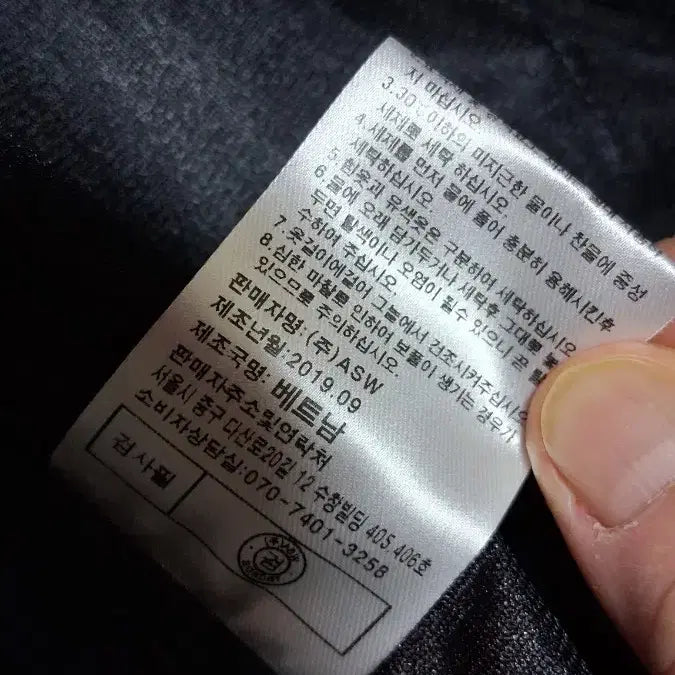 지 마십시오.
3.30℃이하의 미지근한 물이나 찬물에 중성
세제로 세탁 하십시오.
4.세제를 먼저 물에 풀어 충분히 용해시킨후
세탁하십시오.
5. 흰옷과 유색옷은 구분하여 세탁하십시오.
6. 물에 오래 담가두거나 세탁후 그대로
두면 탈색이나 오염이 될수 있으니 곧
수하여 주십시오.
7. 옷걸이에걸어 그늘에서 건조시켜주십시오
8.심한 마찰로 인하여 보풀이 생기는 경우가
있으므로 주의하십시오.
판매자명: (주)ASW
제조년월: 2019.09
제조국명: 베트남
판매자주소및연락처
서울시 중구 다산로20길 12 수창빌딩 405,406호
소비자상담실:070-7401-3258
검사필
검